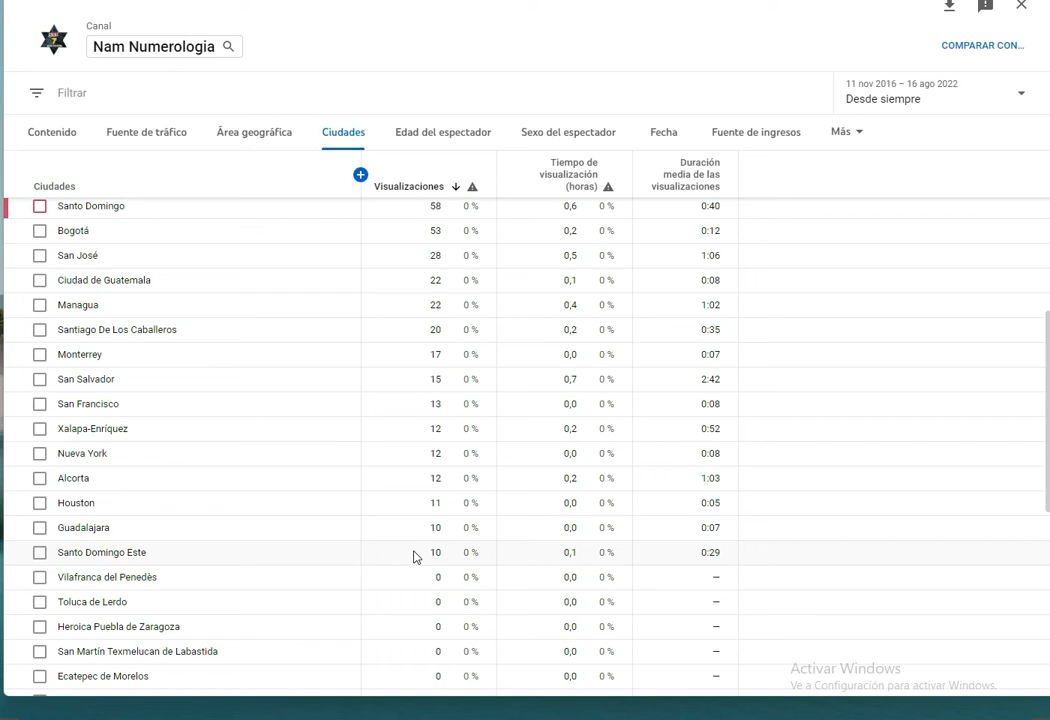 Canal
Nam Numerologia
COMPARAR CON...
Filtrar
11 nov 2016 – 16 ago 2022
Desde siempre
Contenido Fuente de tráfico Área geográfica Ciudades Edad del espectador Sexo del espectador Fecha Fuente de ingresos Más
Ciudades Visualizaciones Tiempo de visualización (horas) Duración media de las visualizaciones
Santo Domingo 58 0 % 0,6 0 % 0:40
Bogotá 53 0 % 0,2 0 % 0:12
San José 28 0 % 0,5 0 % 1:06
Ciudad de Guatemala 22 0 % 0,1 0 % 0:08
Managua 22 0 % 0,4 0 % 1:02
Santiago De Los Caballeros 20 0 % 0,2 0 % 0:35
Monterrey 17 0 % 0,0 0 % 0:07
San Salvador 15 0 % 0,7 0 % 2:42
San Francisco 13 0 % 0,0 0 % 0:08
Xalapa-Enríquez 12 0 % 0,2 0 % 0:52
Nueva York 12 0 % 0,0 0 % 0:08
Alcorta 12 0 % 0,2 0 % 1:03
Houston 11 0 % 0,0 0 % 0:05
Guadalajara 10 0 % 0,0 0 % 0:07
Santo Domingo Este 10 0 % 0,1 0 % 0:29
Vilafranca del Penedès 0 0 % 0,0 0 % –
Toluca de Lerdo 0 0 % 0,0 0 % –
Heroica Puebla de Zaragoza 0 0 % 0,0 0 % –
San Martín Texmelucan de Labastida 0 0 % 0,0 0 % –
Ecatepec de Morelos 0 0 % 0,0 0 % –
Activar Windows
Ve a Configuración para activar Windows.